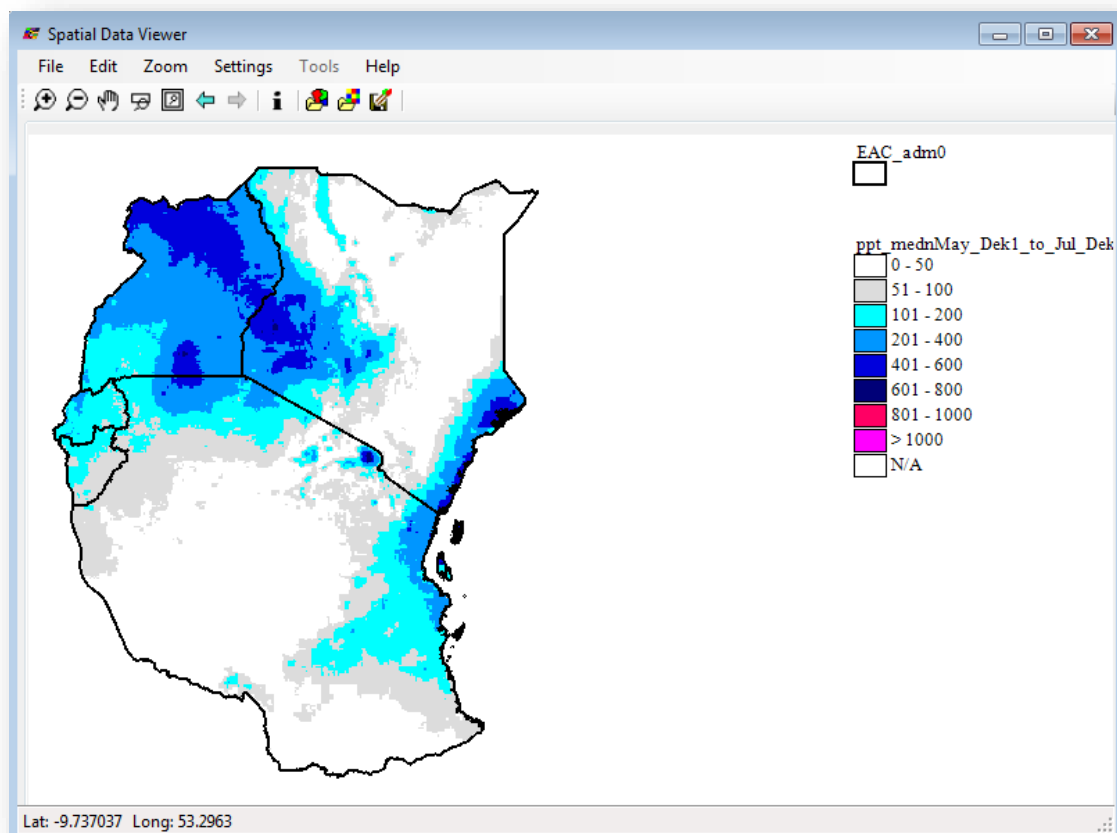 Spatial Data Viewer
File Edit Zoom Settings Tools Help
EAC_adm0
ppt_mednMay_Dek1_to_Jul_Dek
0 - 50
51 - 100
101 - 200
201 - 400
401 - 600
601 - 800
801 - 1000
> 1000
N/A
Lat: -9.737037 Long: 53.2963